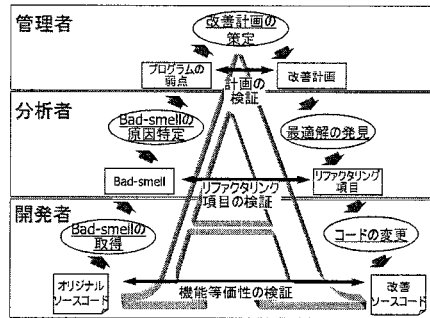 管理者
改善計画の
策定
プログラムの
弱点
計画の
検証
改善計画
分析者
Bad-smellの
原因特定
最適解の発見
Bad-smell
リファクタリング
項目の検証
リファクタリング
項目
開発者
Bad-smellの
取得
コードの変更
オリジナル
ソースコード
機能等価性の検証
改善
ソースコード